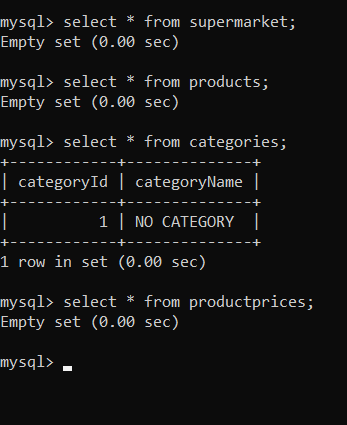 mysql> select * from supermarket;
Empty set (0.00 sec)
mysql> select * from products;
Empty set (0.00 sec)
mysql> select * from categories;
+------------+--------------+
| categoryId | categoryName |
+------------+--------------+
|          1 | NO CATEGORY  |
+------------+--------------+
1 row in set (0.00 sec)
mysql> select * from productprices;
Empty set (0.00 sec)
mysql>